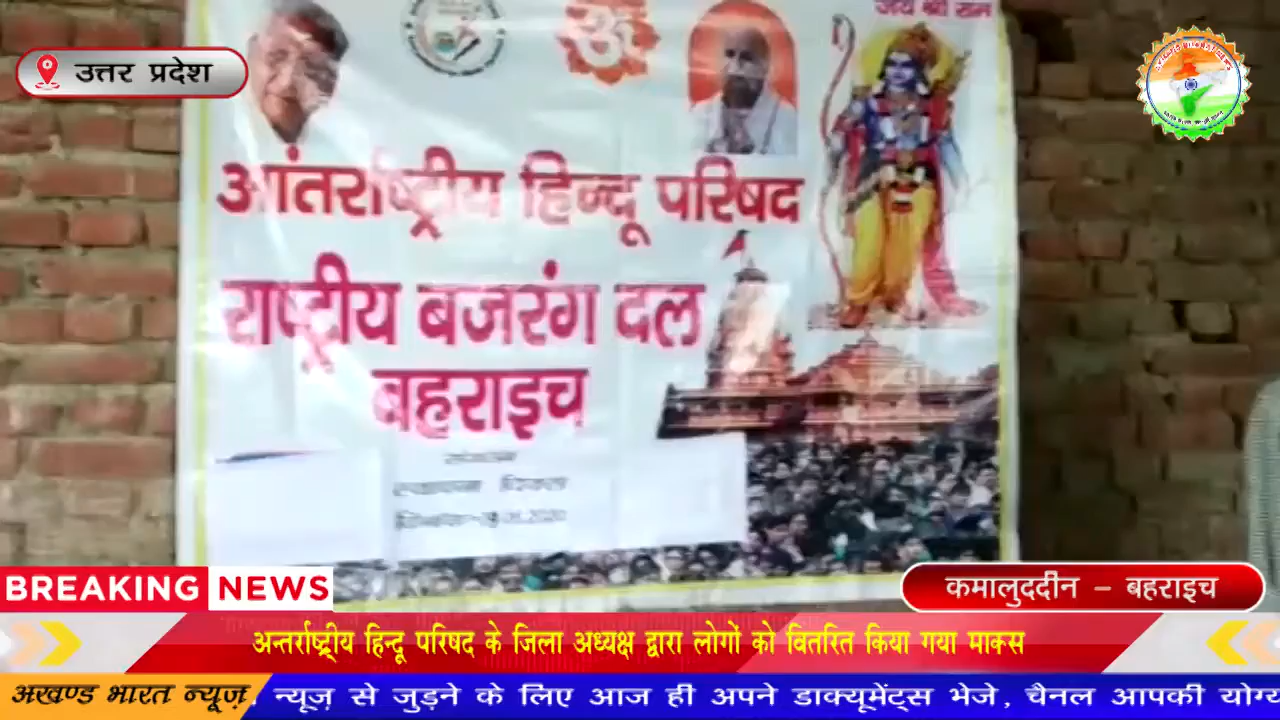 जय श्री राम
उत्तर प्रदेश
आंतर्राष्ट्रीय हिन्दू परिषद
राष्ट्रीय बजरंग दल
बहराइच
BREAKING NEWS
कमालुददीन - बहराइच
अन्तर्राष्ट्रीय हिन्दू परिषद के जिला अध्यक्ष द्वारा लोगों को वितरित किया गया माक्स
अखण्ड भारत न्यूज़
न्यूज़ से जुड़ने के लिए आज ही अपने डाक्यूमेंट्स भेजे, चैनल आपकी योग्य